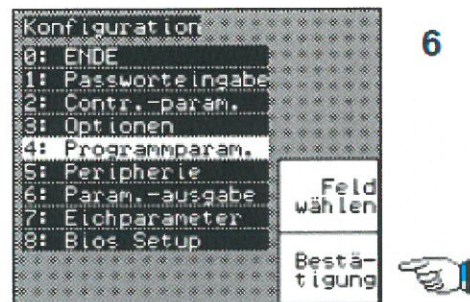 Konfiguration
0: ENDE
1: Passworteingabe
2: Contr.-param.
3: Optionen
4: Programmparam.
5: Peripherie
6: Param.-ausgabe
7: Eichparameter
8: Bios Setup
Feld
wählen
Bestä-
tigung
6